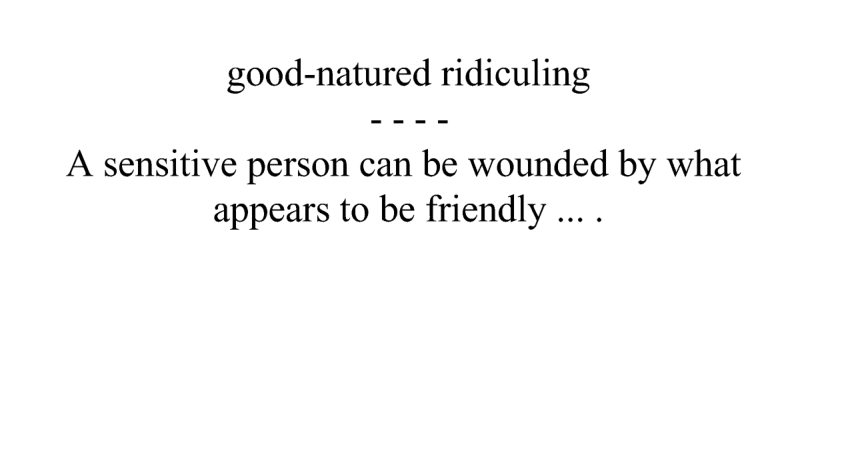 good-natured ridiculing
- - - -
A sensitive person can be wounded by what
appears to be friendly ... .